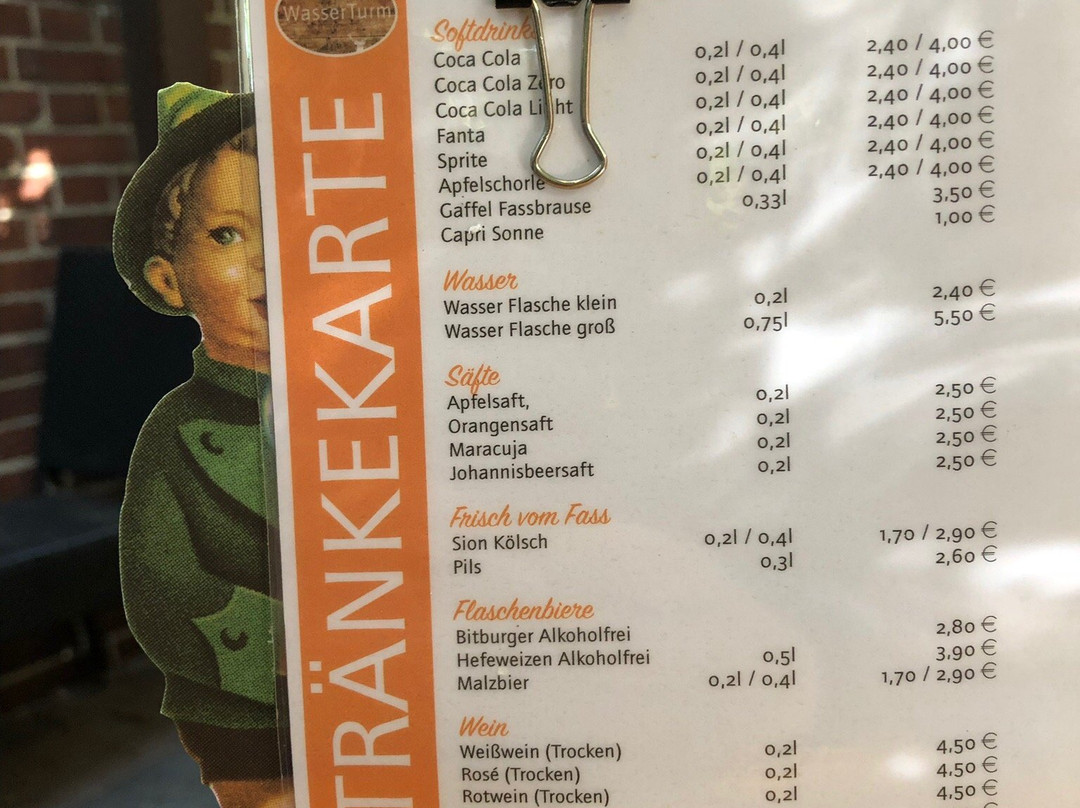 WasserTurm
TRÄNKEKARTE
Softdrink
Coca Cola 0,2l / 0,4l 2,40 / 4,00 €
Coca Cola Zero 0,2l / 0,4l 2,40 / 4,00 €
Coca Cola Light 0,2l / 0,4l 2,40 / 4,00 €
Fanta 0,2l / 0,4l 2,40 / 4,00 €
Sprite 0,2l / 0,4l 2,40 / 4,00 €
Apfelschorle 0,2l / 0,4l 2,40 / 4,00 €
Gaffel Fassbrause 0,33l 3,50 €
Capri Sonne 1,00 €
Wasser
Wasser Flasche klein 0,2l 2,40 €
Wasser Flasche groß 0,75l 5,50 €
Säfte
Apfelsaft, 0,2l 2,50 €
Orangensaft 0,2l 2,50 €
Maracuja 0,2l 2,50 €
Johannisbeersaft 0,2l 2,50 €
Frisch vom Fass
Sion Kölsch 0,2l / 0,4l 1,70 / 2,90 €
Pils 0,3l 2,60 €
Flaschenbiere
Bitburger Alkoholfrei 2,80 €
Hefeweizen Alkoholfrei 0,5l 3,90 €
Malzbier 0,2l / 0,4l 1,70 / 2,90 €
Wein
Weißwein (Trocken) 0,2l 4,50 €
Rosé (Trocken) 0,2l 4,50 €
Rotwein (Trocken) 0,2l 4,50 €